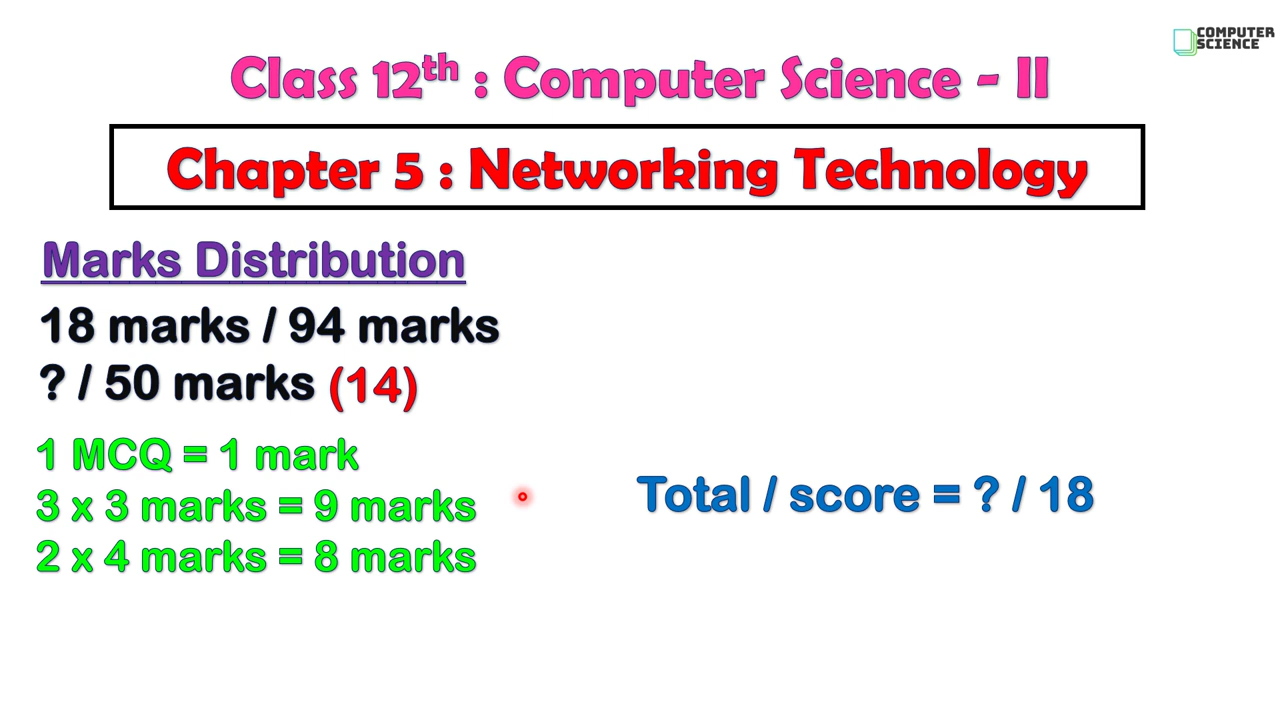 COMPUTER
SCIENCE
Class 12th : Computer Science - II
Chapter 5 : Networking Technology
Marks Distribution
18 marks / 94 marks
? / 50 marks (14)
1 MCQ = 1 mark
3 x 3 marks = 9 marks
2 x 4 marks = 8 marks
Total / score = ? / 18